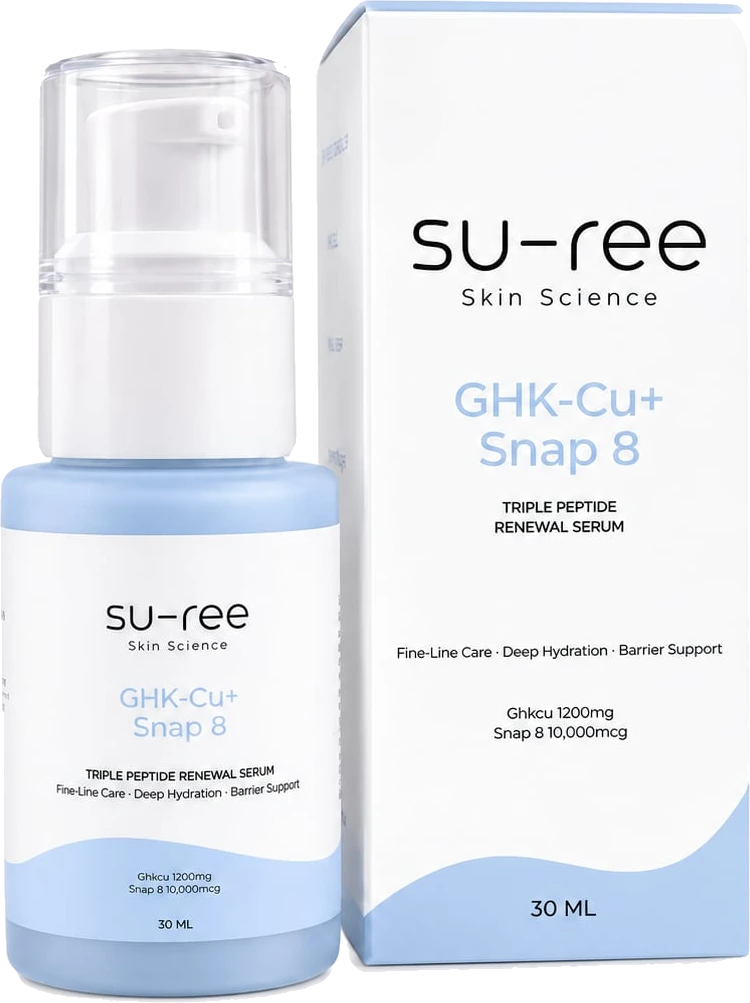 su-ree
Skin Science
GHK-Cu+
Snap 8
TRIPLE PEPTIDE
RENEWAL SERUM
Fine-Line Care · Deep Hydration · Barrier Support
Ghkcu 1200mg
Snap 8 10,000mcg
30 ML
su-ree
Skin Science
GHK-Cu+
Snap 8
TRIPLE PEPTIDE RENEWAL SERUM
Fine-Line Care · Deep Hydration · Barrier Support
Ghkcu 1200mg
Snap 8 10,000mcg
30 ML